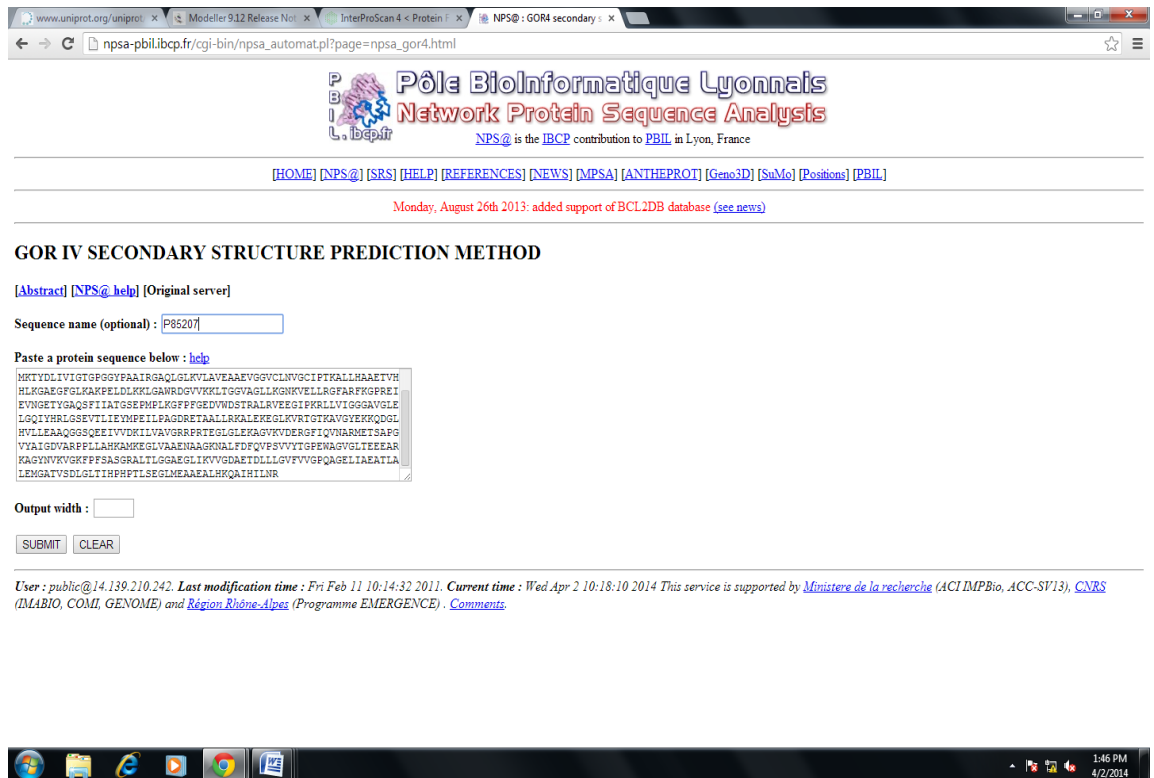 www.uniprot.org/uniprot/
Modeller 9.12 Release Not
InterProScan 4 < Protein F
NPS@ : GOR4 secondary s
npsa-pbil.ibcp.fr/cgi-bin/npsa_automat.pl?page=npsa_gor4.html
PBIL.ibcp.fr
Pôle BioInformatique Lyonnais
Network Protein Sequence Analysis
NPS@ is the IBCP contribution to PBIL in Lyon, France
[HOME] [NPS@] [SRS] [HELP] [REFERENCES] [NEWS] [MPSA] [ANTHEPROT] [Geno3D] [SuMo] [Positions] [PBIL]
Monday, August 26th 2013: added support of BCL2DB database (see news)
GOR IV SECONDARY STRUCTURE PREDICTION METHOD
[Abstract] [NPS@ help] [Original server]
Sequence name (optional) : P85207
Paste a protein sequence below : help
MKTYDLIVIGTGPGGYPAAIRGAQLGLKVLAVEAAEVGGVCLNVGCIPTKALLHAAETVH
HLKGAEGFGLKAKPELDLKKLGAWRDGVVKKLTGGVAGLLKGNKVELLRGFARFKGPREI
EVNGETYGAQSFIIATGSEPMPLKGFPFGEDVWDSTRALRVEEGIPKRLLVIGGGAVGLE
LGQIYHRLGSEVTLIEYMPEILPAGDRETAALLRKALEKEGLKVRTGTKAVGYEKKQDGL
HVLLEAAQGGSQEEIVVDKILVAVGRRPRTEGLGLEKAGVKVDERGFIQVNARMETSAPG
VYAIGDVARPPLLAHKAMKEGLVAAENAAGKNALFDFQVPSVVYTGPEWAGVGLTEEEAR
KAGYNVKVGKFPFSASGRALTLGGAEGLIKVVGDAETDLLLGVFVVGPQAGELIAEATLA
LEMGATVSDLGLTIHPHPTLSEGLMEAAEALHKQAIHILNR
Output width :
SUBMIT CLEAR
User : public@14.139.210.242. Last modification time : Fri Feb 11 10:14:32 2011. Current time : Wed Apr 2 10:18:10 2014 This service is supported by Ministere de la recherche (ACI IMPBio, ACC-SV13), CNRS
(IMABIO, COMI, GENOME) and Région Rhône-Alpes (Programme EMERGENCE) . Comments.
1:46 PM
4/2/2014